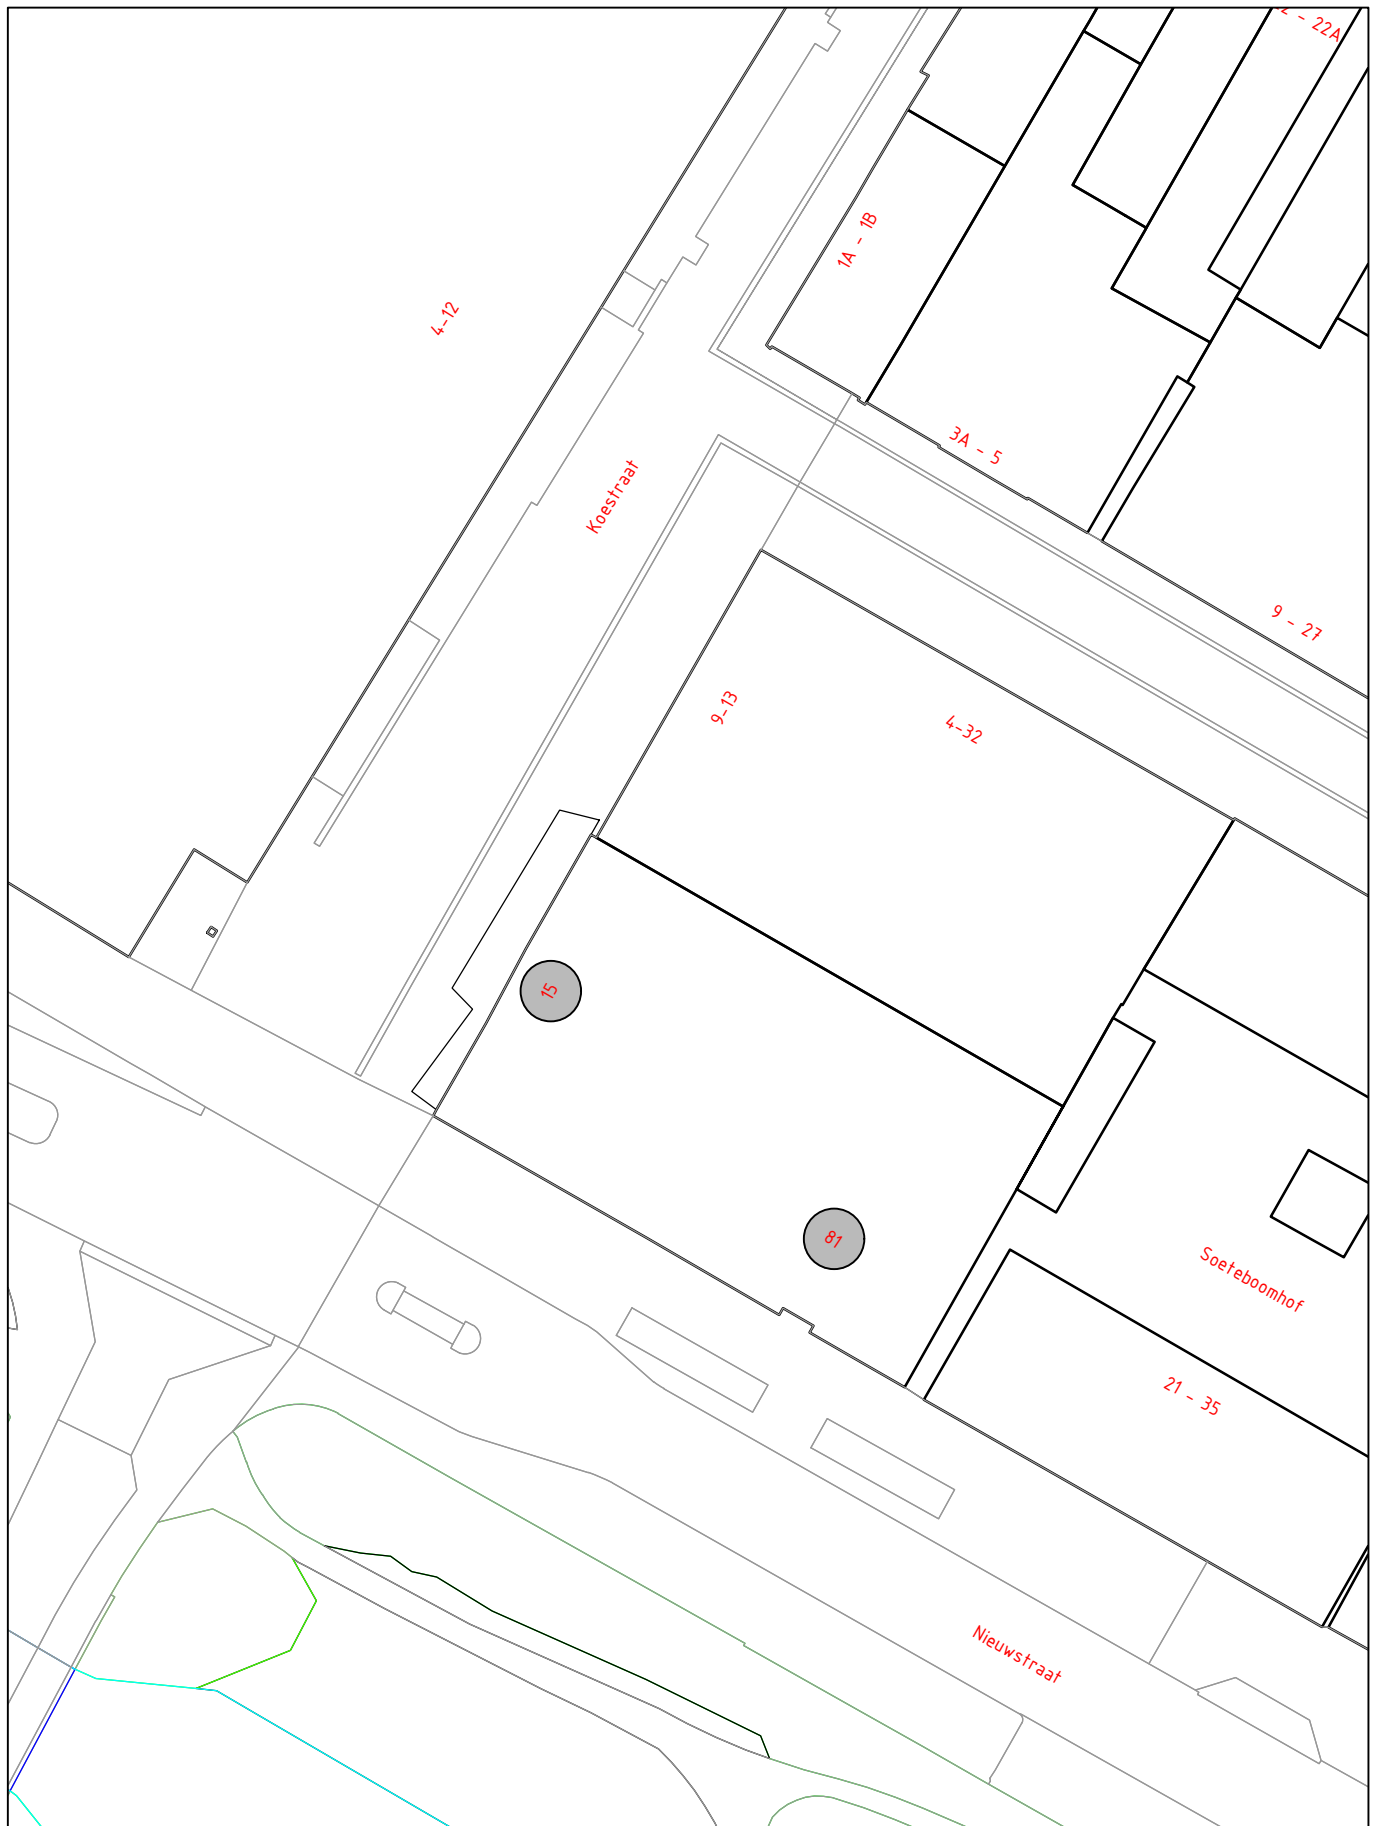 22A
1A - 1B
4-12
3A - 5
Koestraat
9 - 27
9-13
4-32
15
81
Soeteboomhof
21 - 35
Nieuwstraat